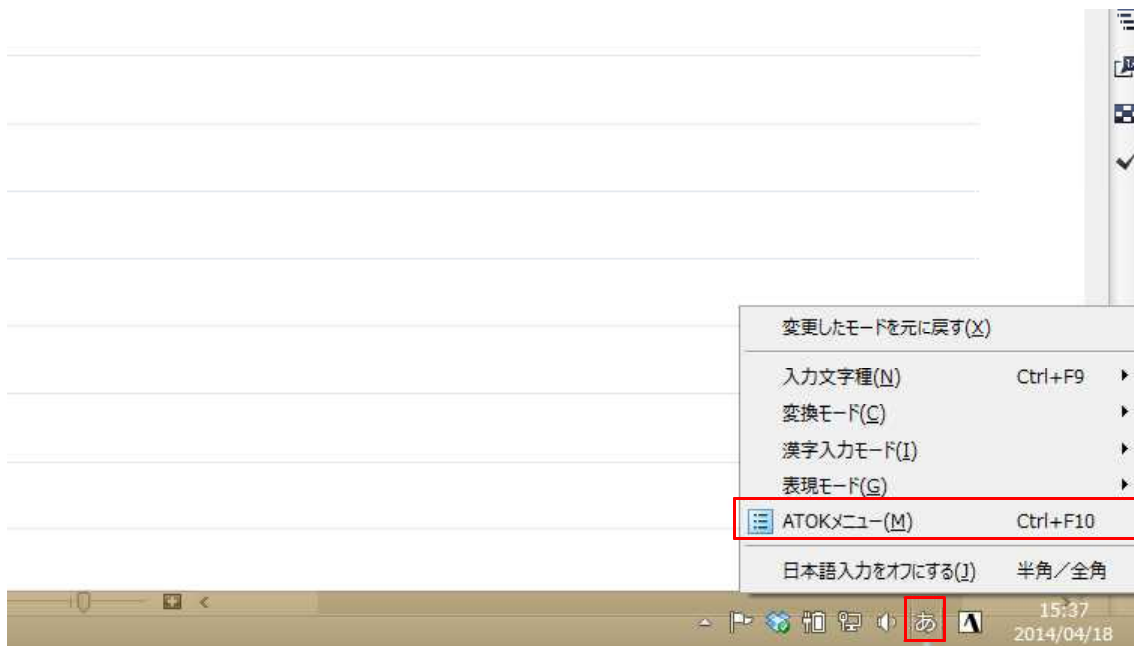 変更したモードを元に戻す(X)
入力文字種(N) Ctrl+F9
変換モード(C)
漢字入力モード(I)
表現モード(G)
ATOKメニュー(M) Ctrl+F10
日本語入力をオフにする(J) 半角／全角
あ A
15:37
2014/04/18